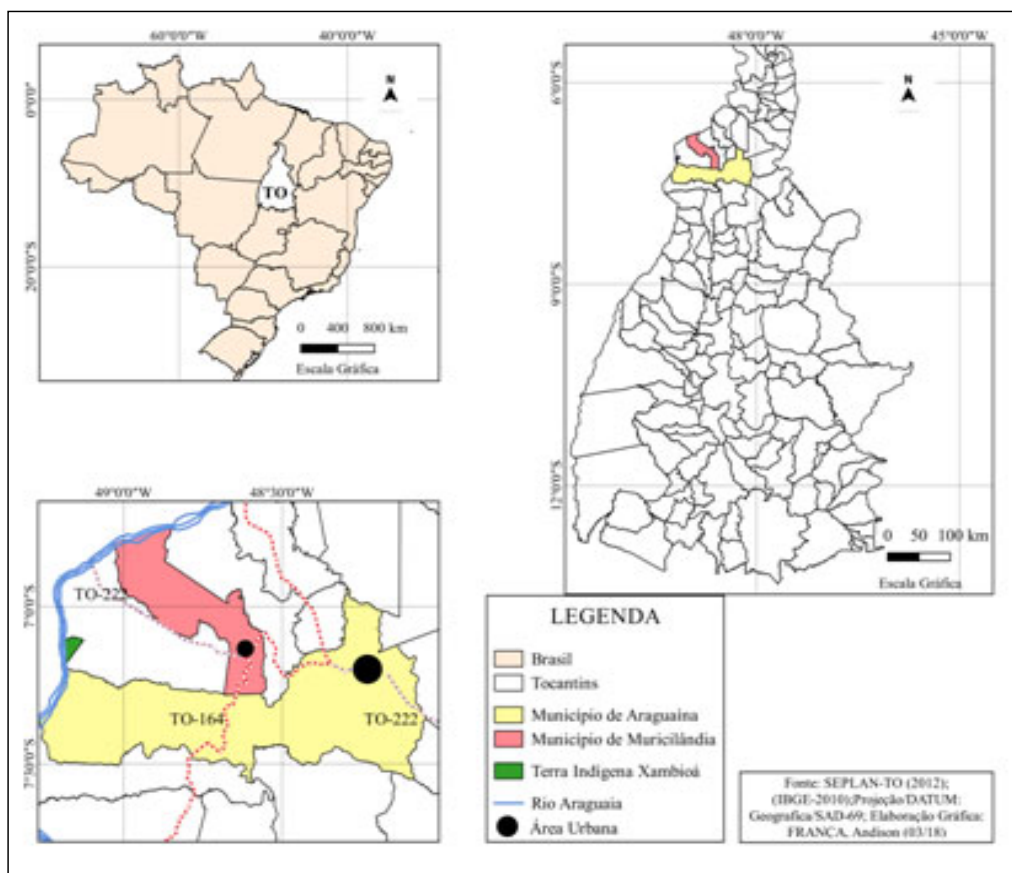 60°0'0"W 40°0'0"W
0°0'0"
20°0'0"S
N
TO
0 400 800 km
Escala Gráfica
48°0'0"W 45°0'0"W
6°0'0"S
9°0'0"S
12°0'0"S
N
0 50 100 km
Escala Gráfica
49°0'0"W 48°30'0"W
7°0'0"S
7°30'0"S
TO-222
TO-164
TO-222
LEGENDA
Brasil
Tocantins
Município de Araguaína
Município de Muricilândia
Terra Indígena Xambioá
Rio Araguaia
Área Urbana
Fonte: SEPLAN-TO (2012);
(IBGE-2010);Projeção/DATUM:
Geografica/SAD-69; Elaboração Gráfica:
FRANÇA, Andison (03/18)